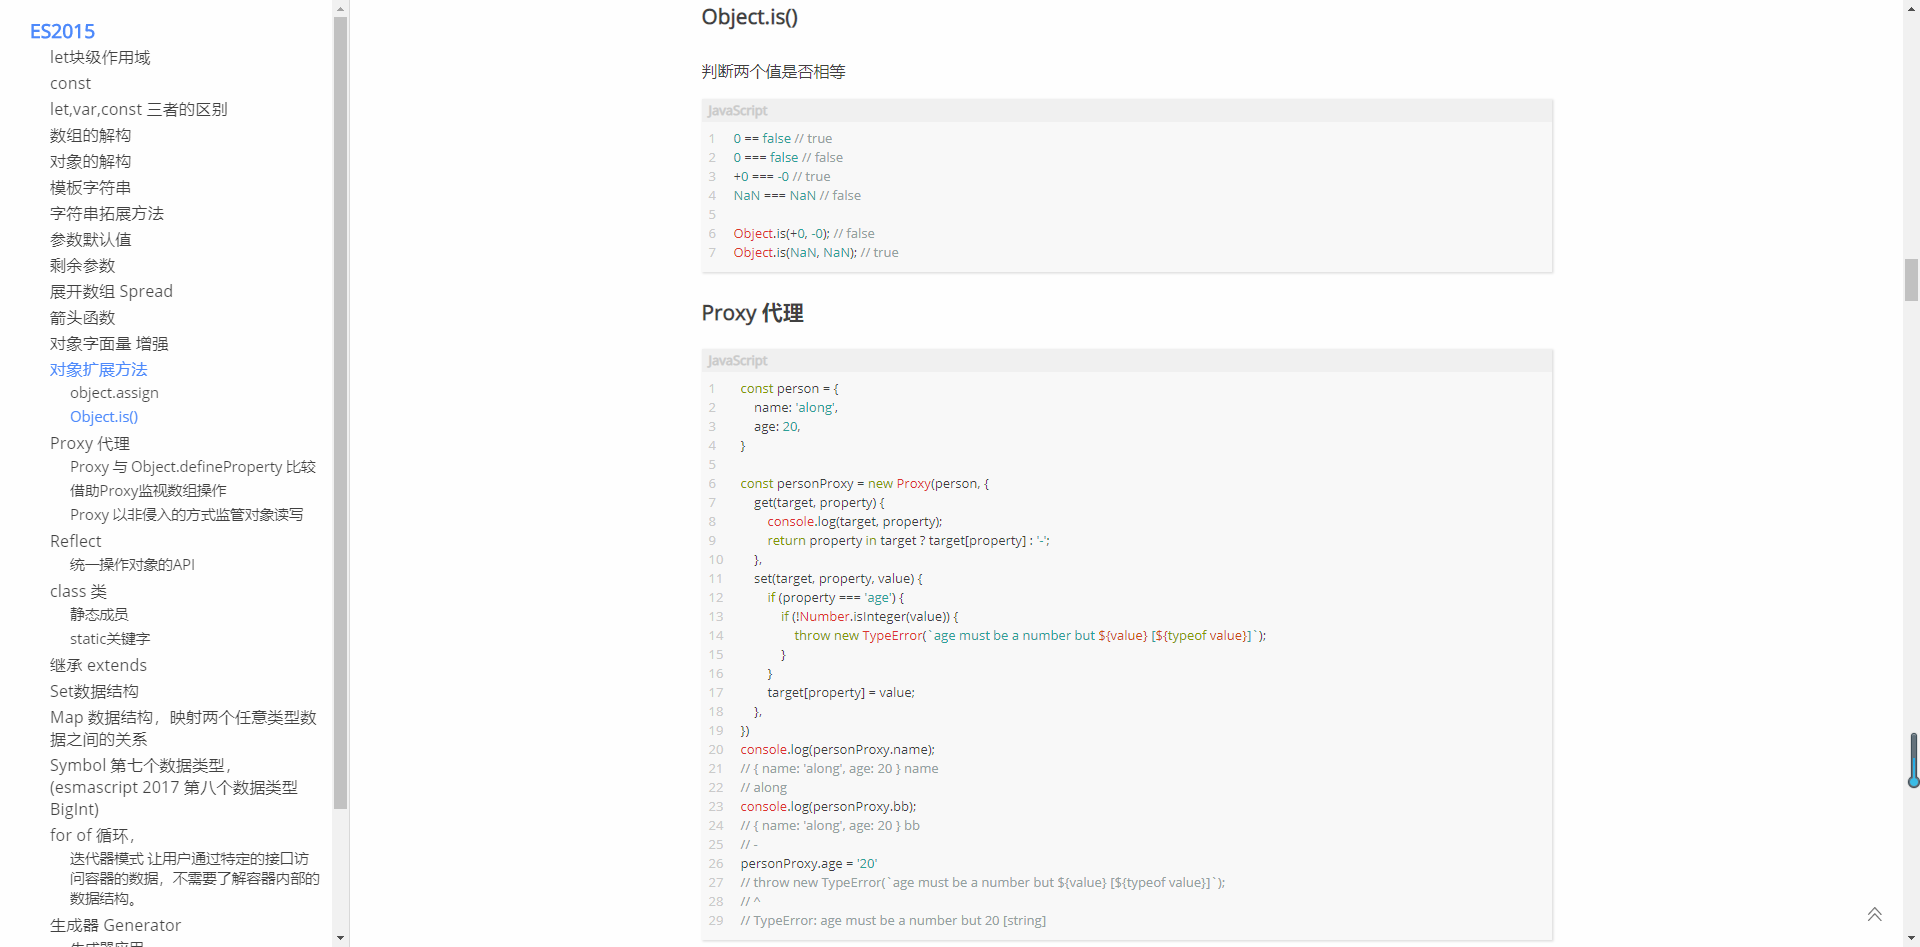 ES2015
let块级作用域
const
let,var,const 三者的区别
数组的解构
对象的解构
模板字符串
字符串拓展方法
参数默认值
剩余参数
展开数组 Spread
箭头函数
对象字面量 增强
对象扩展方法
object.assign
Object.is()
Proxy 代理
Proxy 与 Object.defineProperty 比较
借助Proxy监视数组操作
Proxy 以非侵入的方式监管对象读写
Reflect
统一操作对象的API
class 类
静态成员
static关键字
继承 extends
Set数据结构
Map 数据结构，映射两个任意类型数
据之间的关系
Symbol 第七个数据类型，
(esmascript 2017 第八个数据类型
BigInt)
for of 循环，
迭代器模式 让用户通过特定的接口访
问容器的数据，不需要了解容器内部的
数据结构。
生成器 Generator
生成器应用
Object.is()
判断两个值是否相等
JavaScript
1 0 == false // true
2 0 === false // false
3 +0 === -0 // true
4 NaN === NaN // false
5
6 Object.is(+0, -0); // false
7 Object.is(NaN, NaN); // true
Proxy 代理
JavaScript
1 const person = {
2 name: 'along',
3 age: 20,
4 }
5
6 const personProxy = new Proxy(person, {
7 get(target, property) {
8 console.log(target, property);
9 return property in target ? target[property] : '-';
10 },
11 set(target, property, value) {
12 if (property === 'age') {
13 if (!Number.isInteger(value)) {
14 throw new TypeError(`age must be a number but ${value} [${typeof value}]`);
15 }
16 }
17 target[property] = value;
18 },
19 })
20 console.log(personProxy.name);
21 // { name: 'along', age: 20 } name
22 // along
23 console.log(personProxy.bb);
24 // { name: 'along', age: 20 } bb
25 // -
26 personProxy.age = '20'
27 // throw new TypeError(`age must be a number but ${value} [${typeof value}]`);
28 // ^
29 // TypeError: age must be a number but 20 [string]